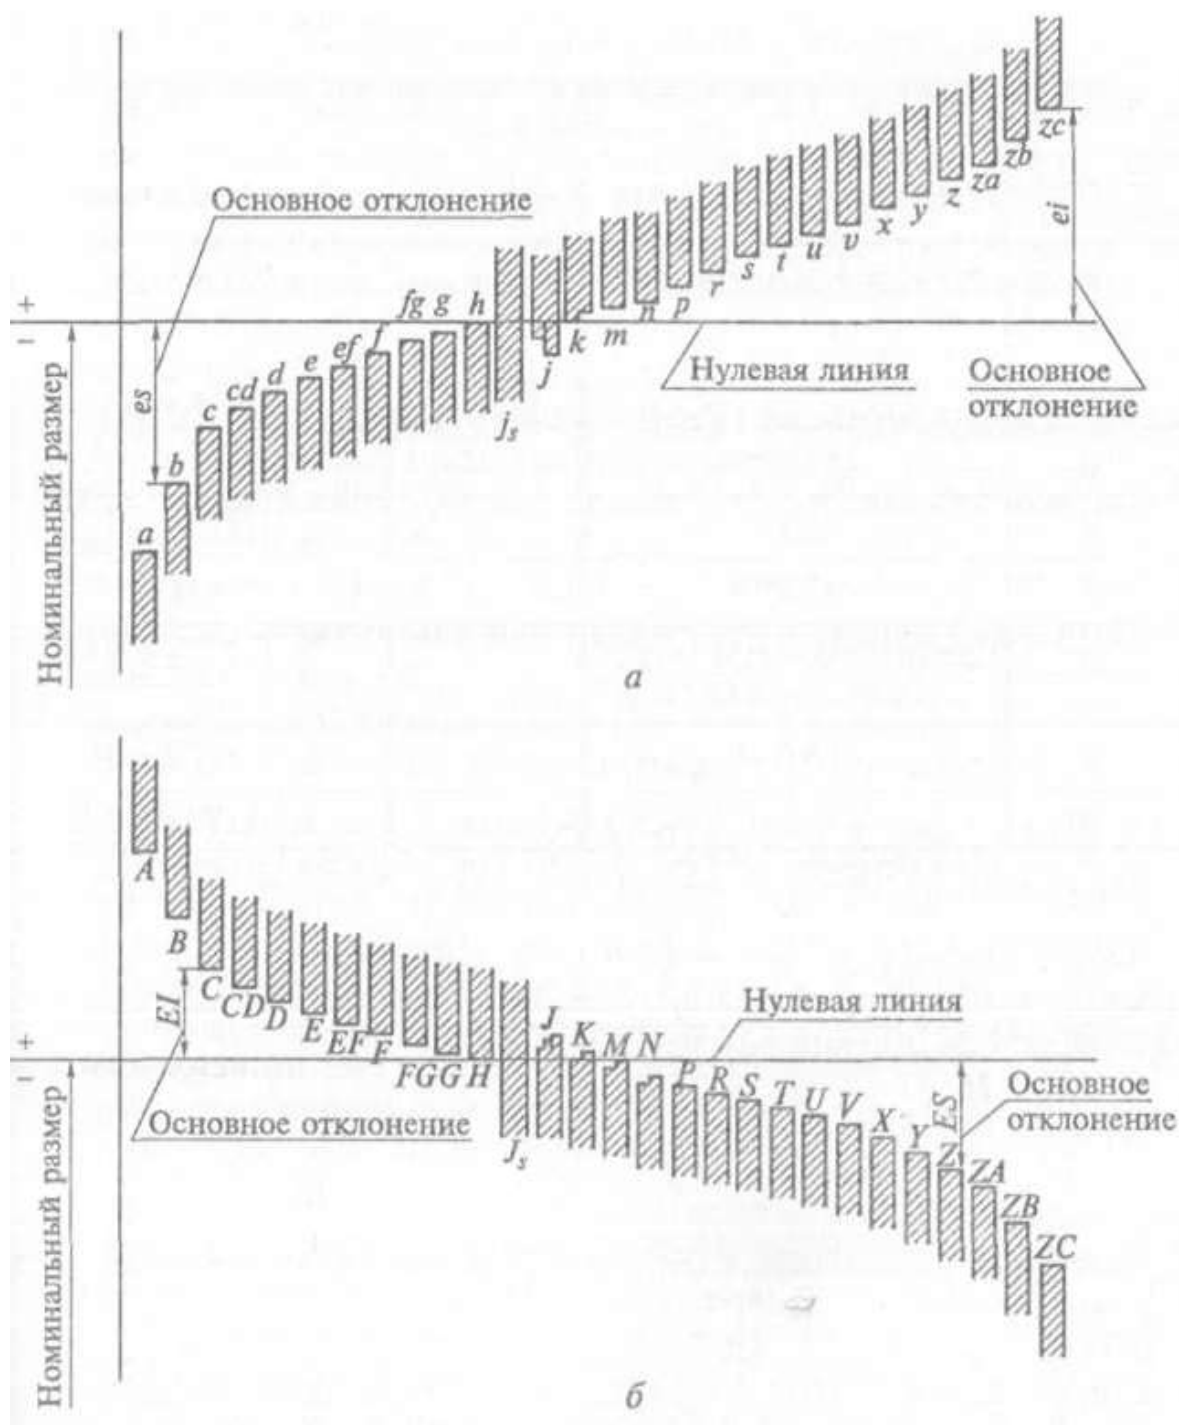 zc
zb
za
z
y
x
v
u
t
s
r
p
n
m
k
j
js
h
g
fg
f
ef
e
d
cd
c
b
a
Основное отклонение
+
−
es
ei
Номинальный размер
Нулевая линия
Основное
отклонение
а
A
B
C
CD
D
E
EF
F
FG
G
H
Js
J
K
M
N
P
R
S
T
U
V
X
Y
Z
ZA
ZB
ZC
EI
Нулевая линия
+
−
ES
Основное
отклонение
Основное отклонение
Номинальный размер
б